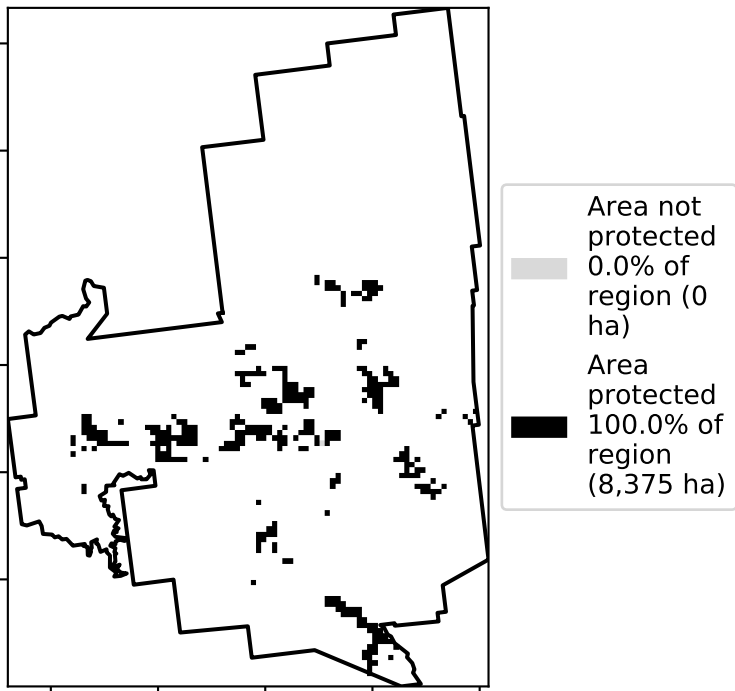 Area not
protected
0.0% of
region (0
ha)
Area
protected
100.0% of
region
(8,375 ha)